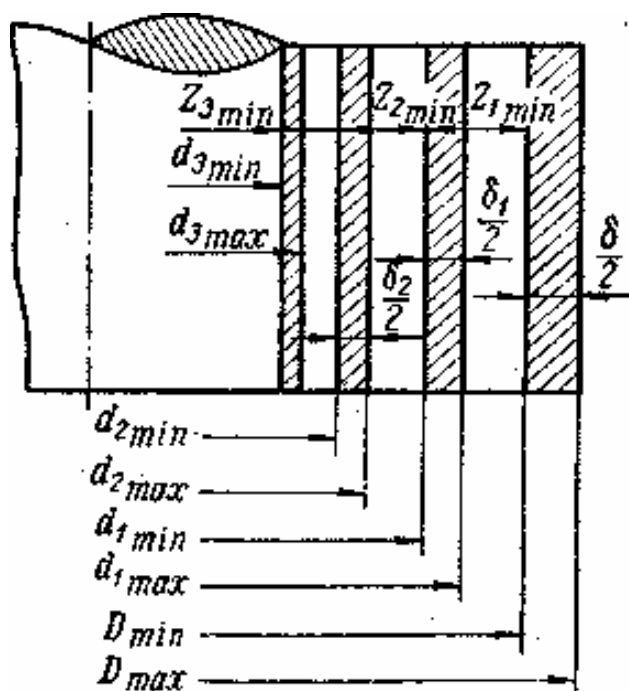 Z3min Z2min Z1min
d3min
d3max
δ1/2
δ2/2
δ/2
d2min
d2max
d1min
d1max
Dmin
Dmax